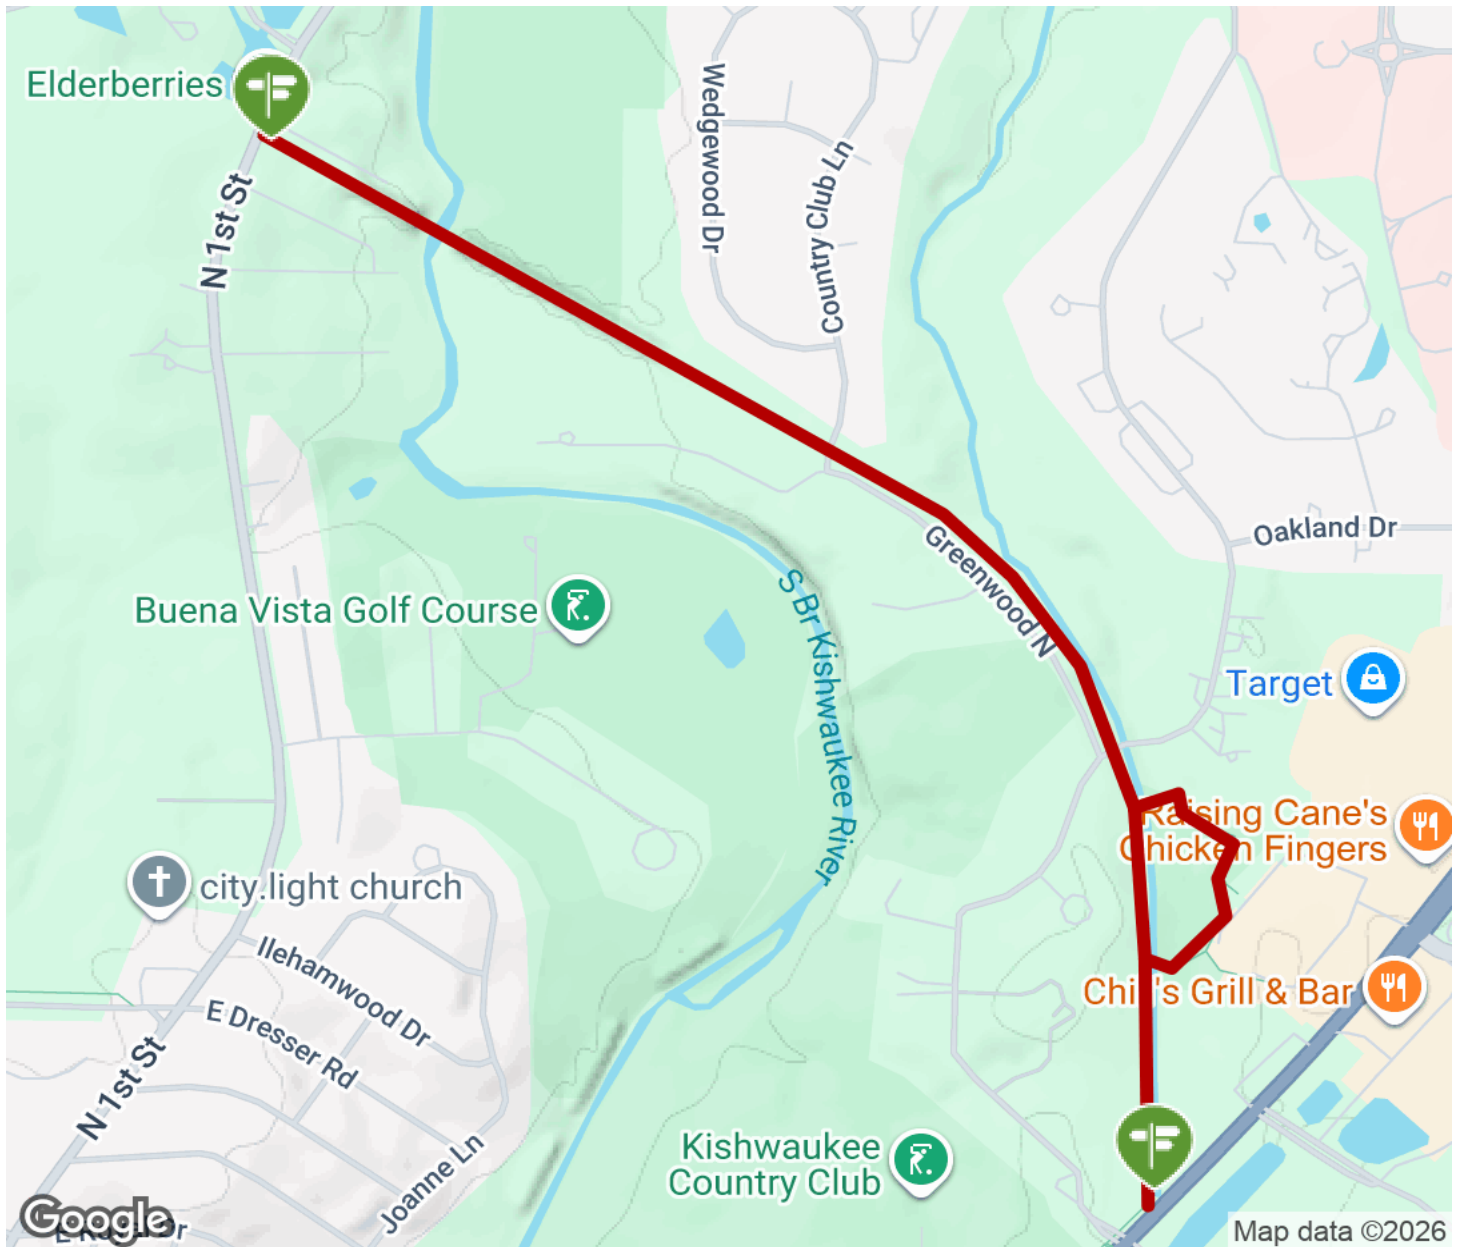 Elderberries
N 1st St
Wedgewood Dr
Country Club Ln
Greenwood N
Oakland Dr
Buena Vista Golf Course
S Br Kishwaukee River
Target
Raising Cane's
Chicken Fingers
city.light church
Ilehamwood Dr
E Dresser Rd
N 1st St
Joanne Ln
Chili's Grill & Bar
Kishwaukee
Country Club
Google
Map data ©2026